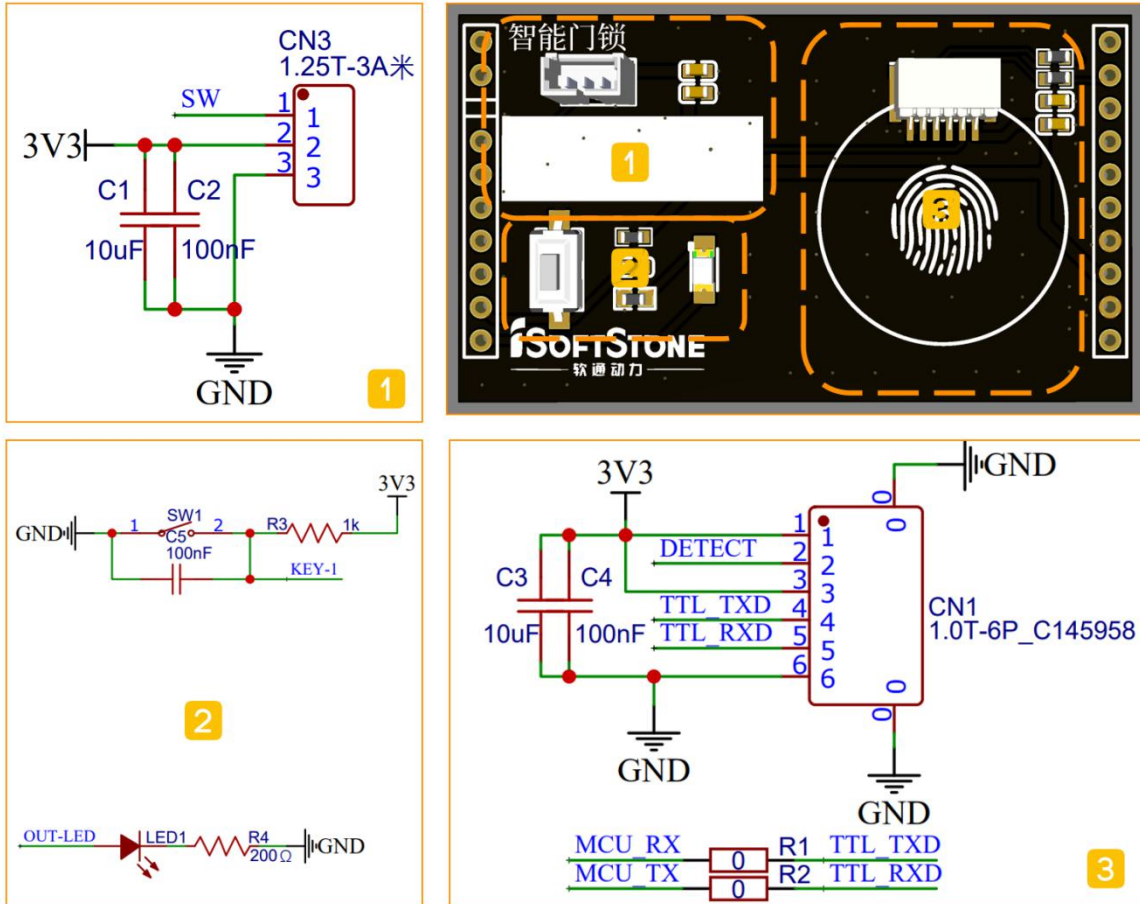 CN3
1.25T-3A米
SW
1 1
3V3
2 2
3 3
C1 C2
10uF 100nF
GND
1
智能门锁
1
2
3
iSOFTSTONE
软通动力
3V3
SW1
GND 1 2 R3 1k
C5
100nF
KEY-1
2
OUT-LED LED1 R4 GND
200Ω
3V3
GND
0
0
1 1
DETECT 2 2
3 3
C3 C4
TTL_TXD 4 4
CN1
1.0T-6P_C145958
10uF 100nF
TTL_RXD 5 5
6 6
0
0
GND
GND
MCU_RX 0 R1 TTL_TXD
MCU_TX 0 R2 TTL_RXD
3